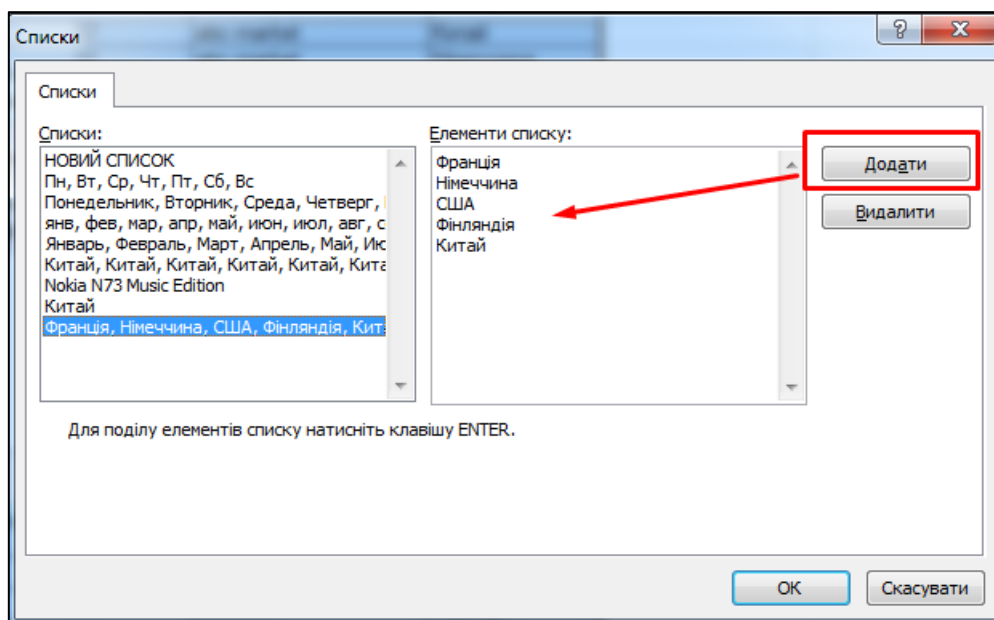 Списки
Списки
Списки:
НОВИЙ СПИСОК
Пн, Вт, Ср, Чт, Пт, Сб, Вс
Понедельник, Вторник, Среда, Четверг,
янв, фев, мар, апр, май, июн, июл, авг, с
Январь, Февраль, Март, Апрель, Май, Ик
Китай, Китай, Китай, Китай, Китай, Кита
Nokia N73 Music Edition
Китай
Франція, Німеччина, США, Фінляндія, Кит
Елементи списку:
Франція
Німеччина
США
Фінляндія
Китай
Додати
Видалити
Для поділу елементів списку натисніть клавішу ENTER.
OK
Скасувати